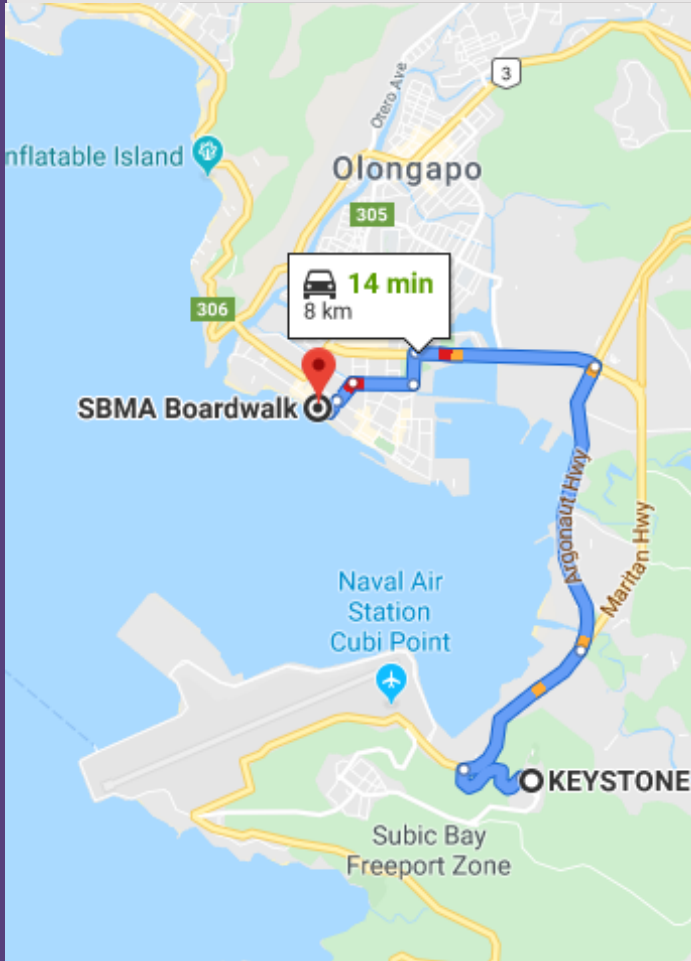 3
Otero Ave
nflatable Island
Olongapo
305
14 min
8 km
306
SBMA Boardwalk
Argonaut Hwy
Maritan Hwy
Naval Air
Station
Cubi Point
KEYSTONE
Subic Bay
Freeport Zone